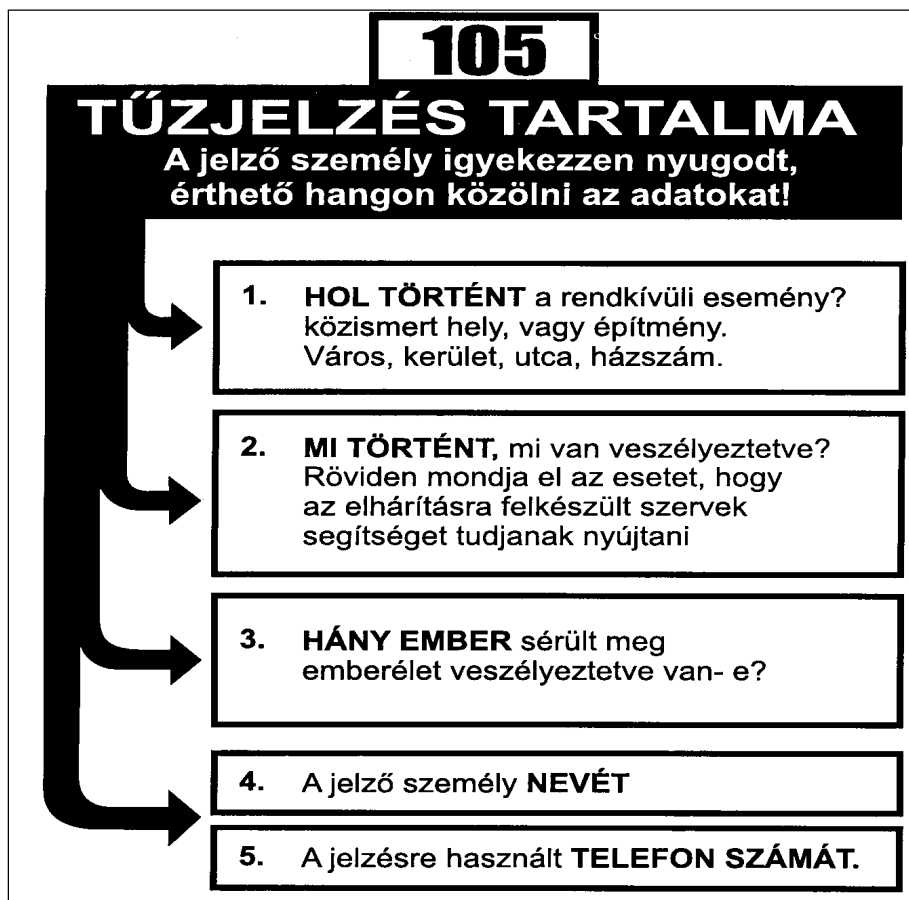 105
TŰZJELZÉS TARTALMA
A jelző személy igyekezzen nyugodt,
érthető hangon közölni az adatokat!
1. HOL TÖRTÉNT a rendkívüli esemény?
közismert hely, vagy építmény.
Város, kerület, utca, házszám.
2. MI TÖRTÉNT, mi van veszélyeztetve?
Röviden mondja el az esetet, hogy
az elhárításra felkészült szervek
segítséget tudjanak nyújtani
3. HÁNY EMBER sérült meg
emberélet veszélyeztetve van- e?
4. A jelző személy NEVÉT
5. A jelzésre használt TELEFON SZÁMÁT.